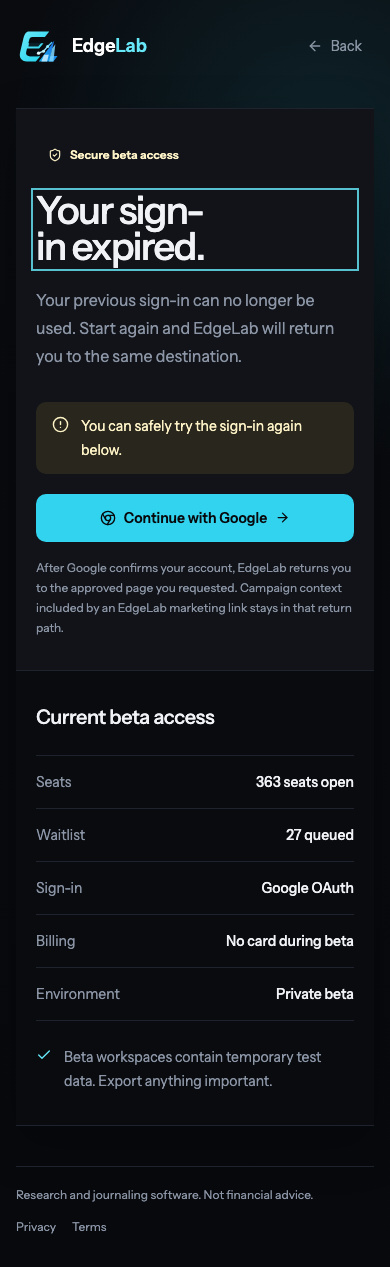 EdgeLab
Back
Secure beta access
Your sign-
in expired.
Your previous sign-in can no longer be
used. Start again and EdgeLab will return
you to the same destination.
You can safely try the sign-in again
below.
Continue with Google
After Google confirms your account, EdgeLab returns you
to the approved page you requested. Campaign context
included by an EdgeLab marketing link stays in that return
path.
Current beta access
Seats 363 seats open
Waitlist 27 queued
Sign-in Google OAuth
Billing No card during beta
Environment Private beta
Beta workspaces contain temporary test
data. Export anything important.
Research and journaling software. Not financial advice.
Privacy Terms